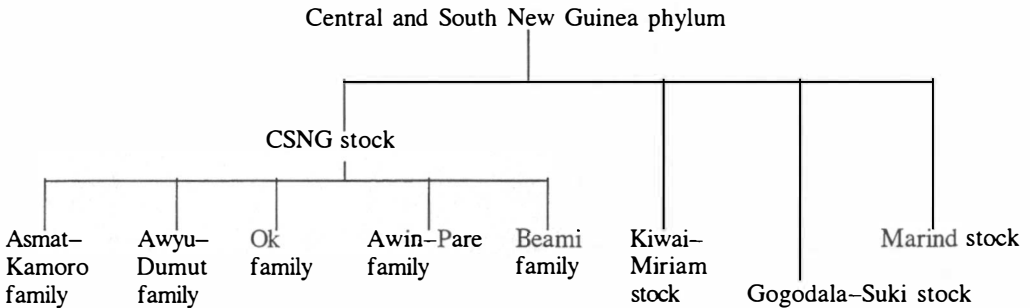 Central and South New Guinea phylum
CSNG stock
Asmat–
Kamoro
family
Awyu–
Dumut
family
Ok
family
Awin–Pare
family
Beami
family
Kiwai–
Miriam
stock
Gogodala–Suki stock
Marind stock